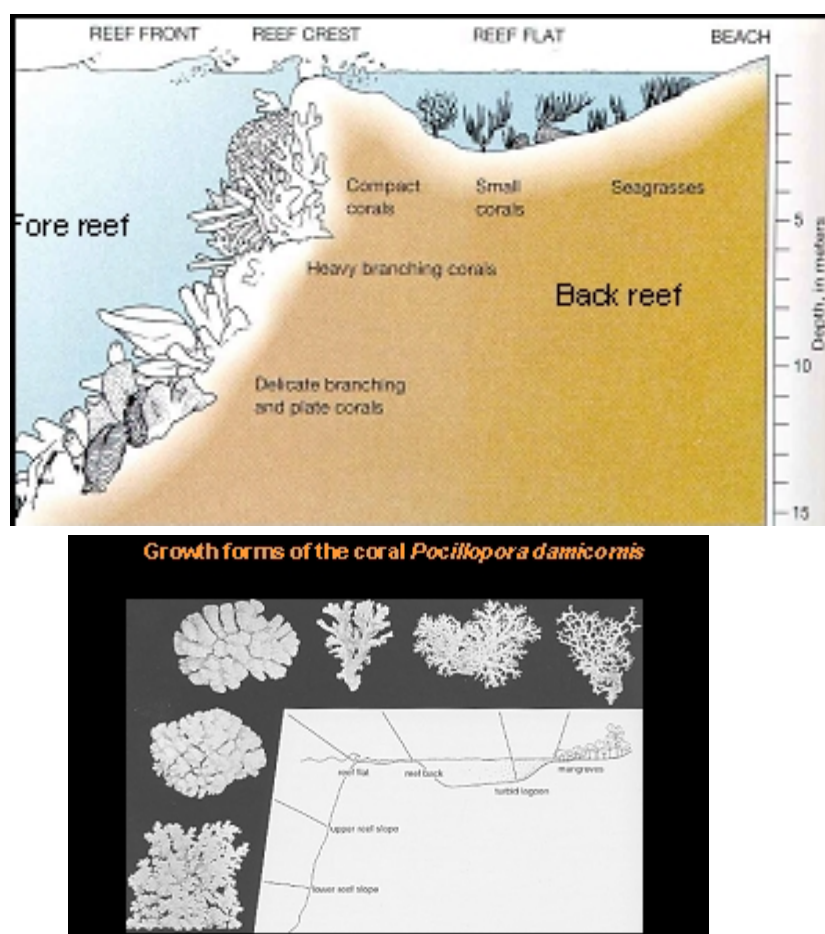 REEF FRONT REEF CREST REEF FLAT BEACH
Compact corals
Small corals
Seagrasses
Fore reef
5
Heavy branching corals
Back reef
Depth, in meters
10
Delicate branching
and plate corals
15
Growth forms of the coral Pocillopora damicornis
reef flat
reef back
mangroves
turbid lagoon
upper reef slope
lower reef slope